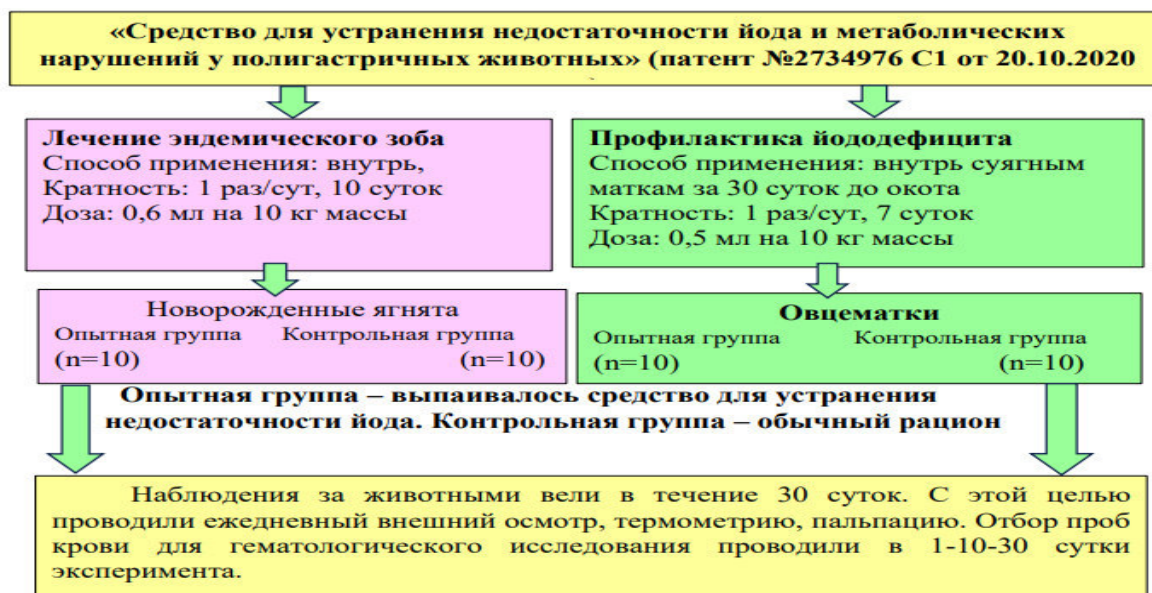 «Средство для устранения недостаточности йода и метаболических
нарушений у полигастричных животных» (патент №2734976 С1 от 20.10.2020
Лечение эндемического зоба
Способ применения: внутрь,
Кратность: 1 раз/сут, 10 суток
Доза: 0,6 мл на 10 кг массы
Профилактика йододефицита
Способ применения: внутрь суягным
маткам за 30 суток до окота
Кратность: 1 раз/сут, 7 суток
Доза: 0,5 мл на 10 кг массы
Новорожденные ягнята
Опытная группа Контрольная группа
(n=10) (n=10)
Овцематки
Опытная группа Контрольная группа
(n=10) (n=10)
Опытная группа – выпаивалось средство для устранения
недостаточности йода. Контрольная группа – обычный рацион
Наблюдения за животными вели в течение 30 суток. С этой целью
проводили ежедневный внешний осмотр, термометрию, пальпацию. Отбор проб
крови для гематологического исследования проводили в 1-10-30 сутки
эксперимента.